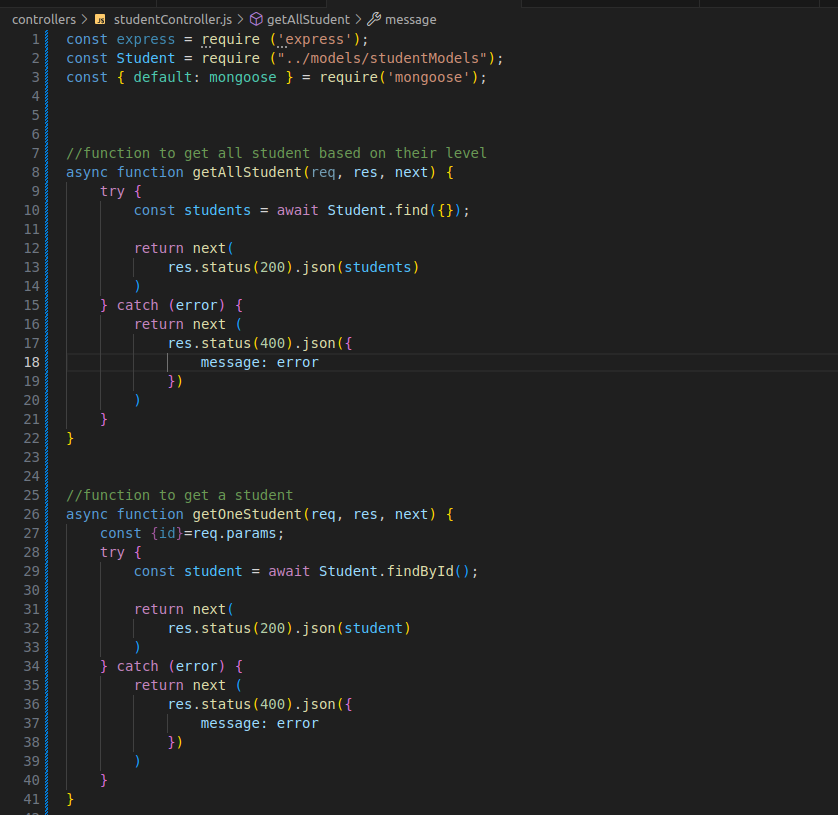 controllers > JS studentController.js > getAllStudent > message
1 const express = require ('express');
2 const Student = require ("../models/studentModels");
3 const { default: mongoose } = require('mongoose');
4
5
6
7 //function to get all student based on their level
8 async function getAllStudent(req, res, next) {
9     try {
10         const students = await Student.find({});
11
12         return next(
13             res.status(200).json(students)
14         )
15     } catch (error) {
16         return next (
17             res.status(400).json({
18                 message: error
19             })
20         )
21     }
22 }
23
24
25 //function to get a student
26 async function getOneStudent(req, res, next) {
27     const {id}=req.params;
28     try {
29         const student = await Student.findById();
30
31         return next(
32             res.status(200).json(student)
33         )
34     } catch (error) {
35         return next (
36             res.status(400).json({
37                 message: error
38             })
39         )
40     }
41 }